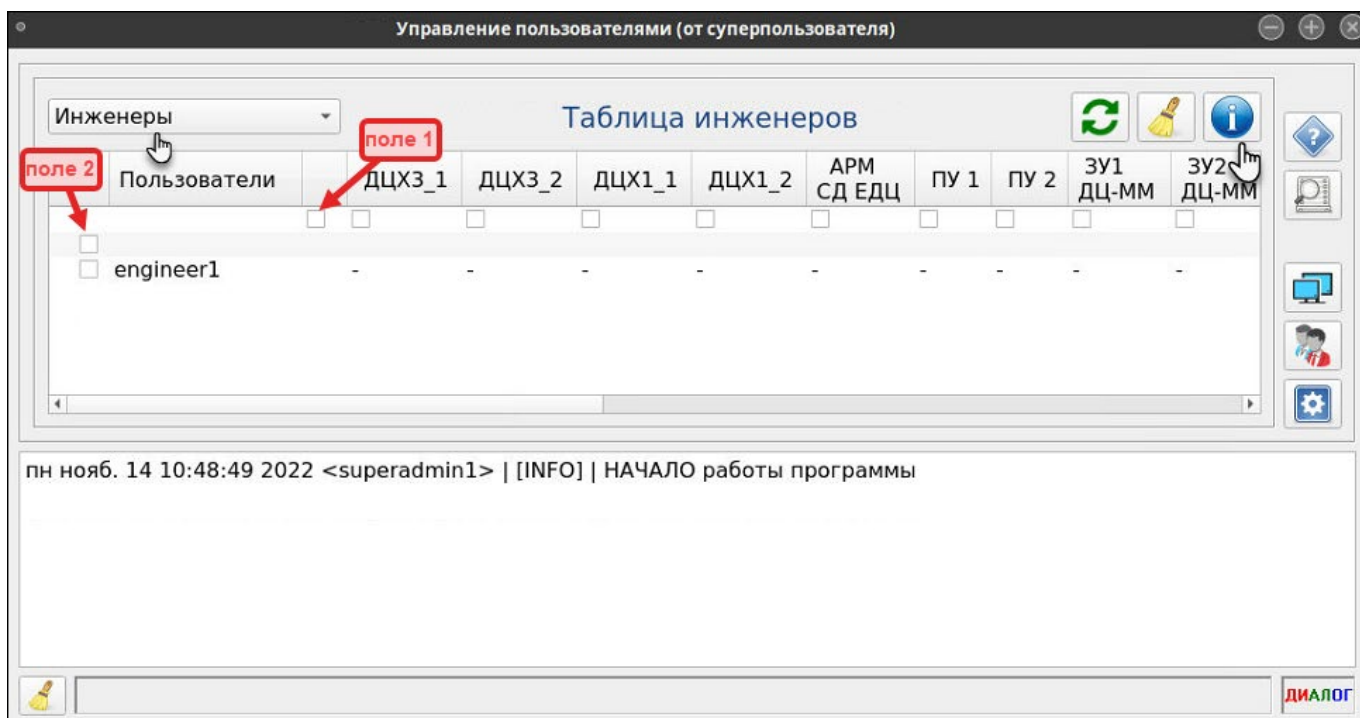 Управление пользователями (от суперпользователя)
Инженеры
Таблица инженеров
поле 1
поле 2
Пользователи ДЦХ3_1 ДЦХ3_2 ДЦХ1_1 ДЦХ1_2 АРМ СД ЕДЦ ПУ 1 ПУ 2 ЗУ1 ДЦ-ММ ЗУ2 ДЦ-ММ
engineer1 - - - - - - - - -
пн нояб. 14 10:48:49 2022 <superadmin1> | [INFO] | НАЧАЛО работы программы
ДИАЛОГ